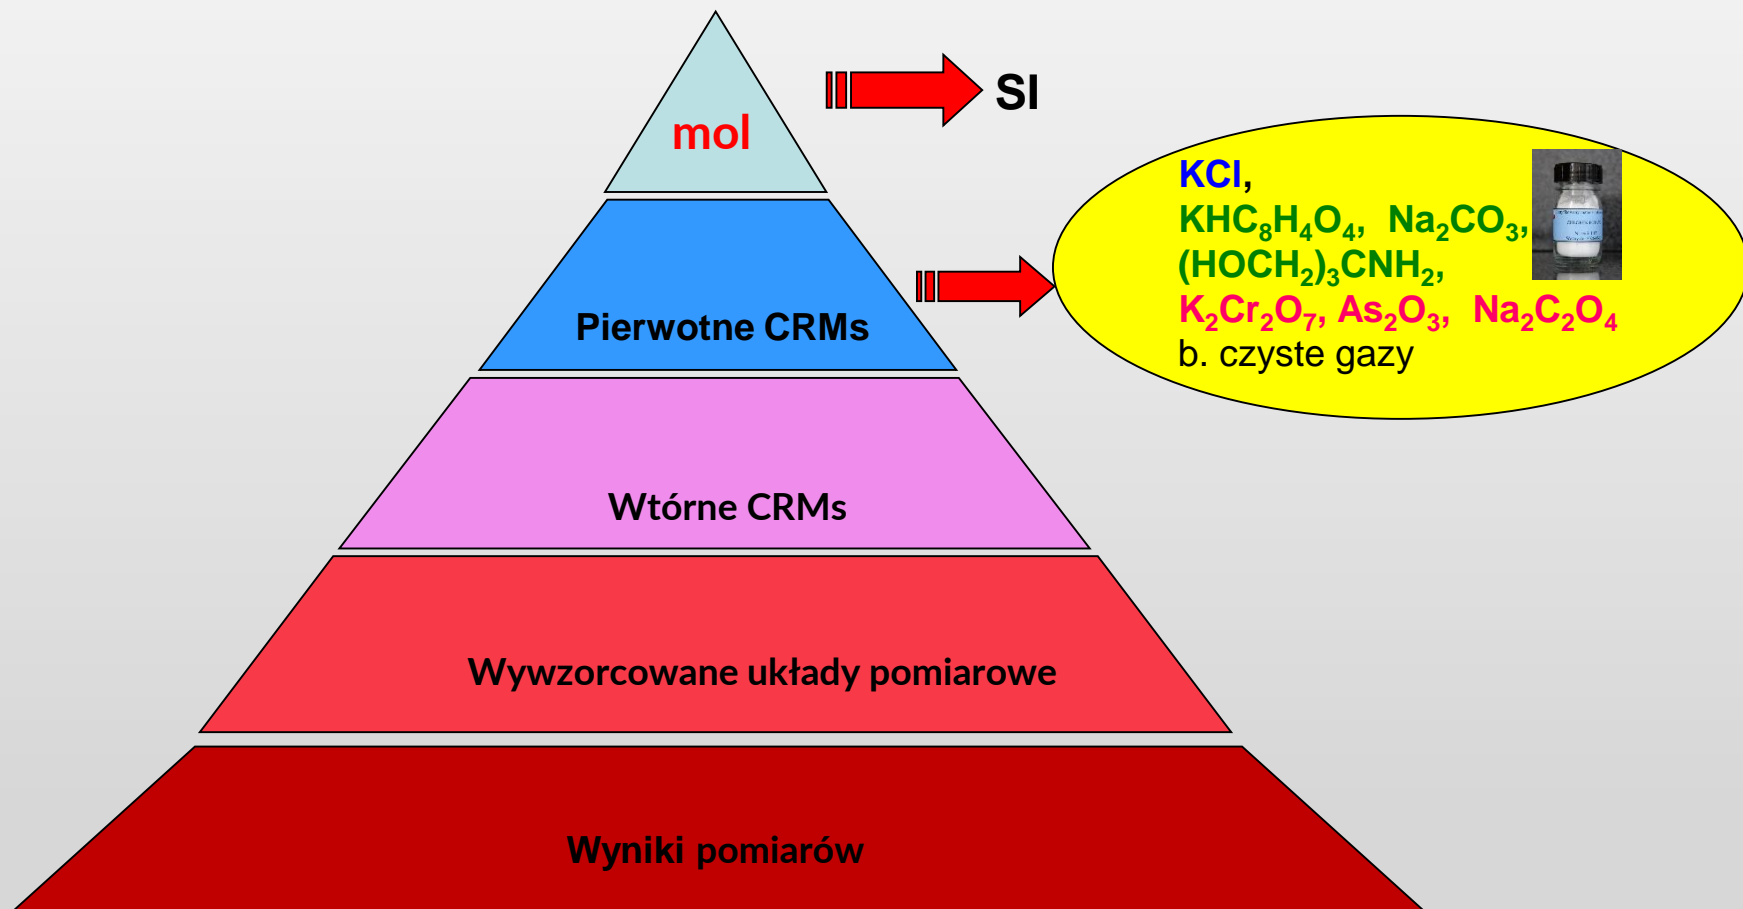 SI
mol
KCl,
KHC₈H₄O₄, Na₂CO₃,
(HOCH₂)₃CNH₂,
K₂Cr₂O₇, As₂O₃, Na₂C₂O₄
b. czyste gazy
Pierwotne CRMs
Wtórne CRMs
Wywzorcowane układy pomiarowe
Wyniki pomiarów